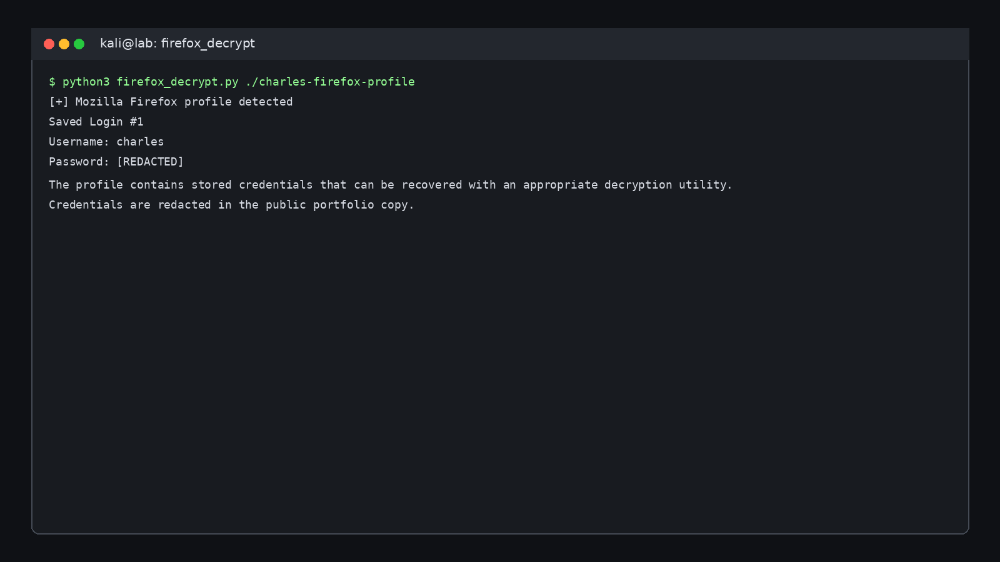 kali@lab: firefox_decrypt
$ python3 firefox_decrypt.py ./charles-firefox-profile
[+] Mozilla Firefox profile detected
Saved Login #1
Username: charles
Password: [REDACTED]
The profile contains stored credentials that can be recovered with an appropriate decryption utility.
Credentials are redacted in the public portfolio copy.